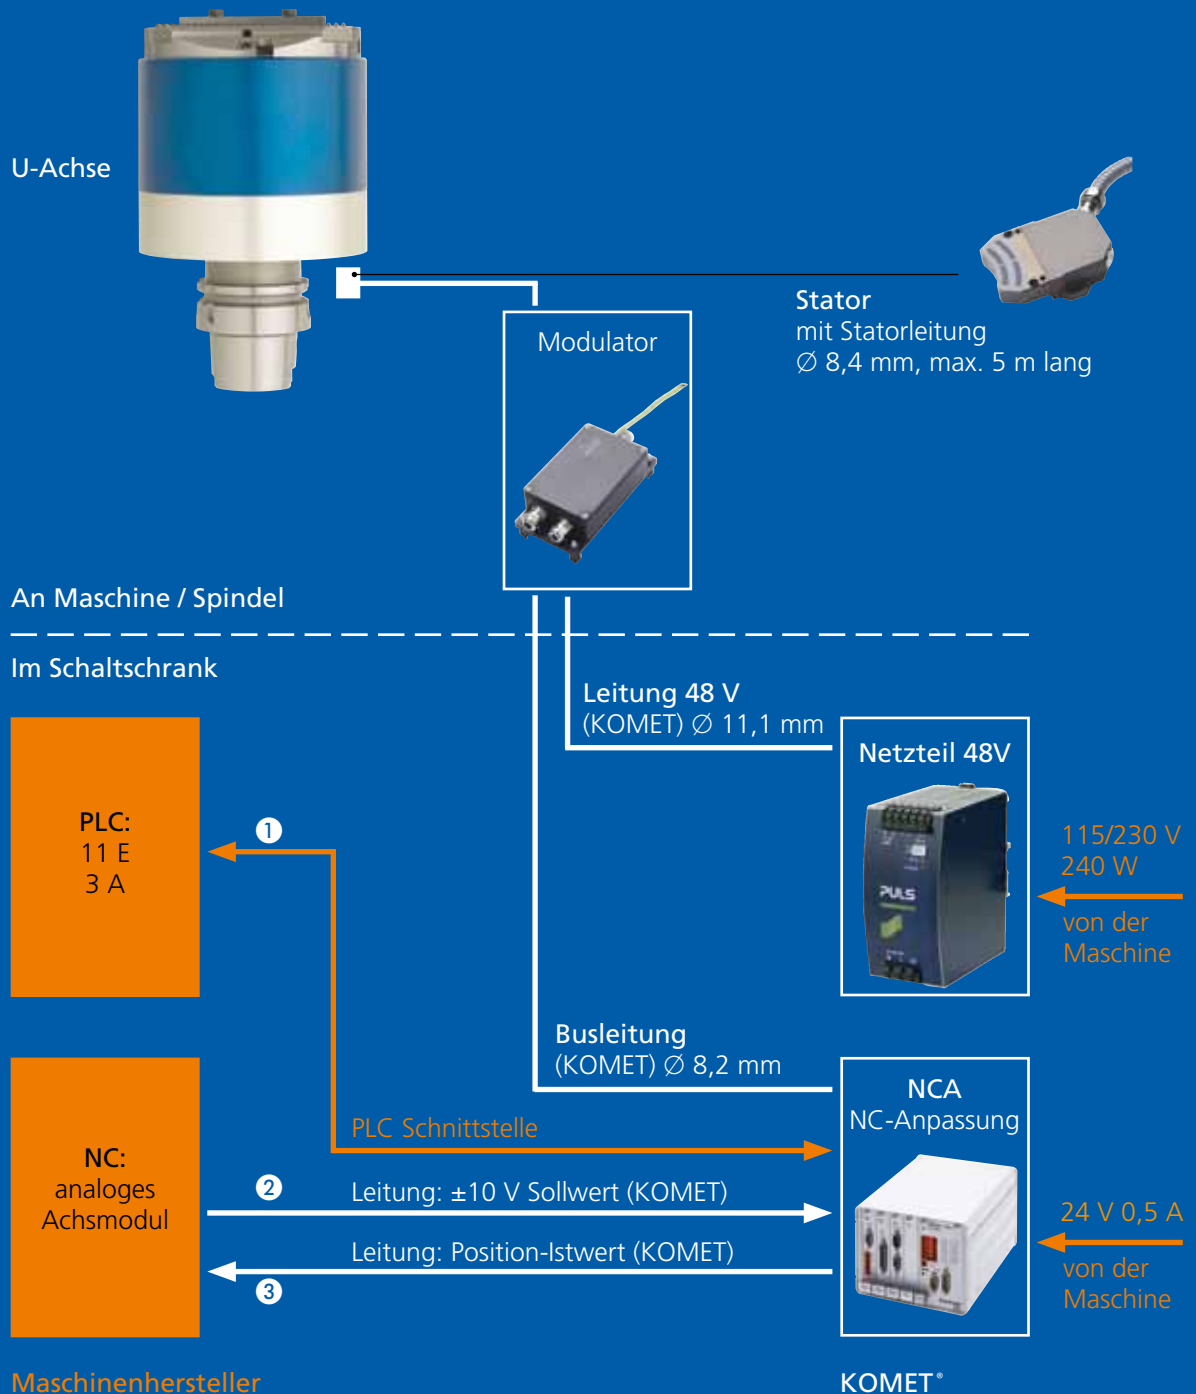 U-Achse
Stator
mit Statorleitung
Ø 8,4 mm, max. 5 m lang
Modulator
An Maschine / Spindel
Im Schaltschrank
Leitung 48 V
(KOMET) Ø 11,1 mm
Netzteil 48V
PULS
115/230 V
240 W
von der
Maschine
PLC:
11 E
3 A
1
Busleitung
(KOMET) Ø 8,2 mm
NCA
NC-Anpassung
PLC Schnittstelle
NC:
analoges
Achsmodul
2
Leitung: ±10 V Sollwert (KOMET)
Leitung: Position-Istwert (KOMET)
3
24 V 0,5 A
von der
Maschine
Maschinenhersteller
KOMET®